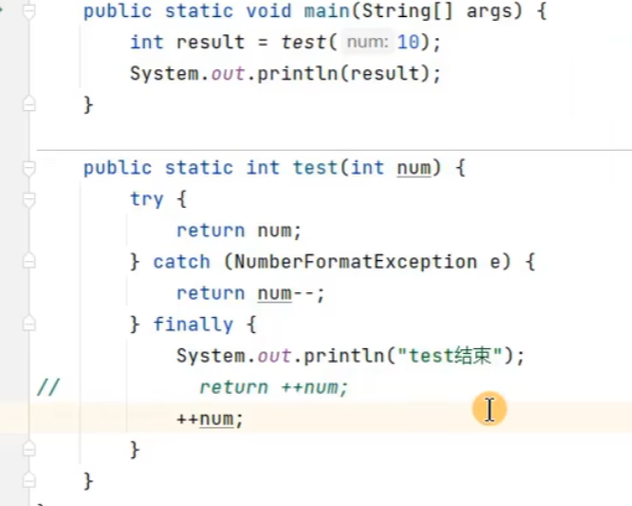 public static void main(String[] args) {
int result = test( num: 10);
System.out.println(result);
}
public static int test(int num) {
try {
return num;
} catch (NumberFormatException e) {
return num--;
} finally {
System.out.println("test结束");
// return ++num;
++num;
}
}